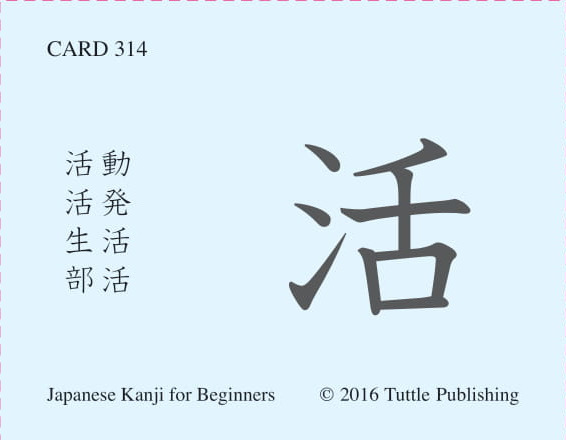 CARD 314
活動
活発
生活
部活
活
Japanese Kanji for Beginners © 2016 Tuttle Publishing